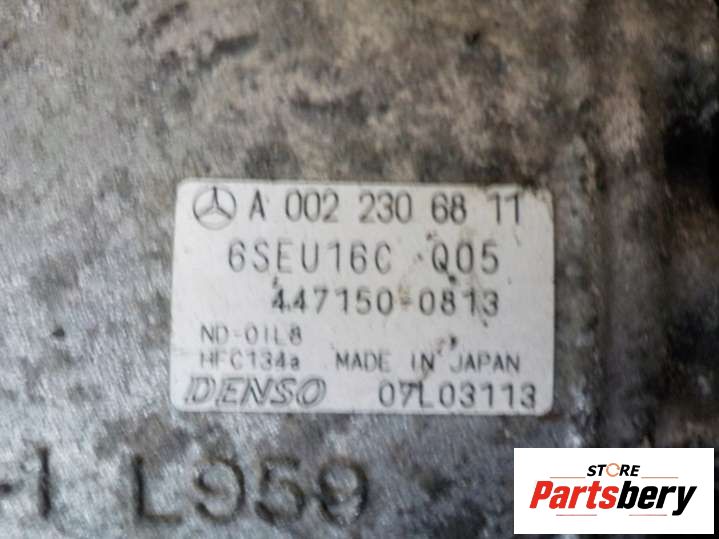 A 002 230 68 11
6SEU16C Q05
447150-0813
ND-OIL8
HFC134a MADE IN JAPAN
DENSO 07L03113
-1 L959
STORE
Partsbery